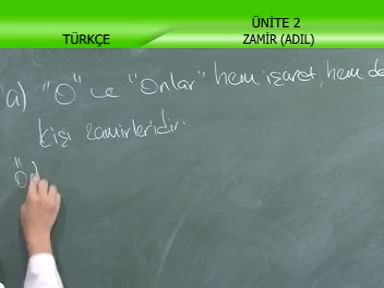 ÜNİTE 2
TÜRKÇE
ZAMİR (ADIL)
a) "O" ve "Onlar" hem işaret, hem de
kişi zamirleridir.